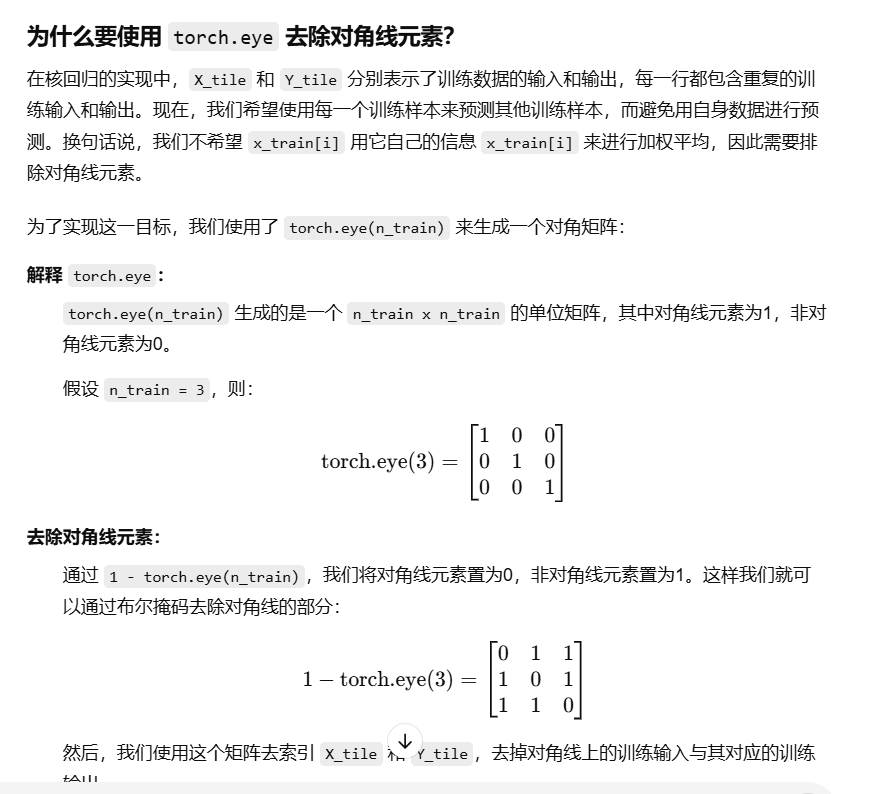 为什么要使用 torch.eye 去除对角线元素？
在核回归的实现中，X_tile 和 Y_tile 分别表示了训练数据的输入和输出，每一行都包含重复的训
练输入和输出。现在，我们希望使用每一个训练样本来预测其他训练样本，而避免用自身数据进行预
测。换句话说，我们不希望 x_train[i] 用它自己的信息 x_train[i] 来进行加权平均，因此需要排
除对角线元素。
为了实现这一目标，我们使用了 torch.eye(n_train) 来生成一个对角矩阵：
解释 torch.eye：
torch.eye(n_train) 生成的是一个 n_train x n_train 的单位矩阵，其中对角线元素为1，非对
角线元素为0。
假设 n_train = 3，则：
1 0 0
torch.eye(3) = 0 1 0
0 0 1
去除对角线元素：
通过 1 - torch.eye(n_train)，我们将对角线元素置为0，非对角线元素置为1。这样我们就可
以通过布尔掩码去除对角线的部分：
0 1 1
1 − torch.eye(3) = 1 0 1
1 1 0
然后，我们使用这个矩阵去索引 X_tile 和 Y_tile，去掉对角线上的训练输入与其对应的训练